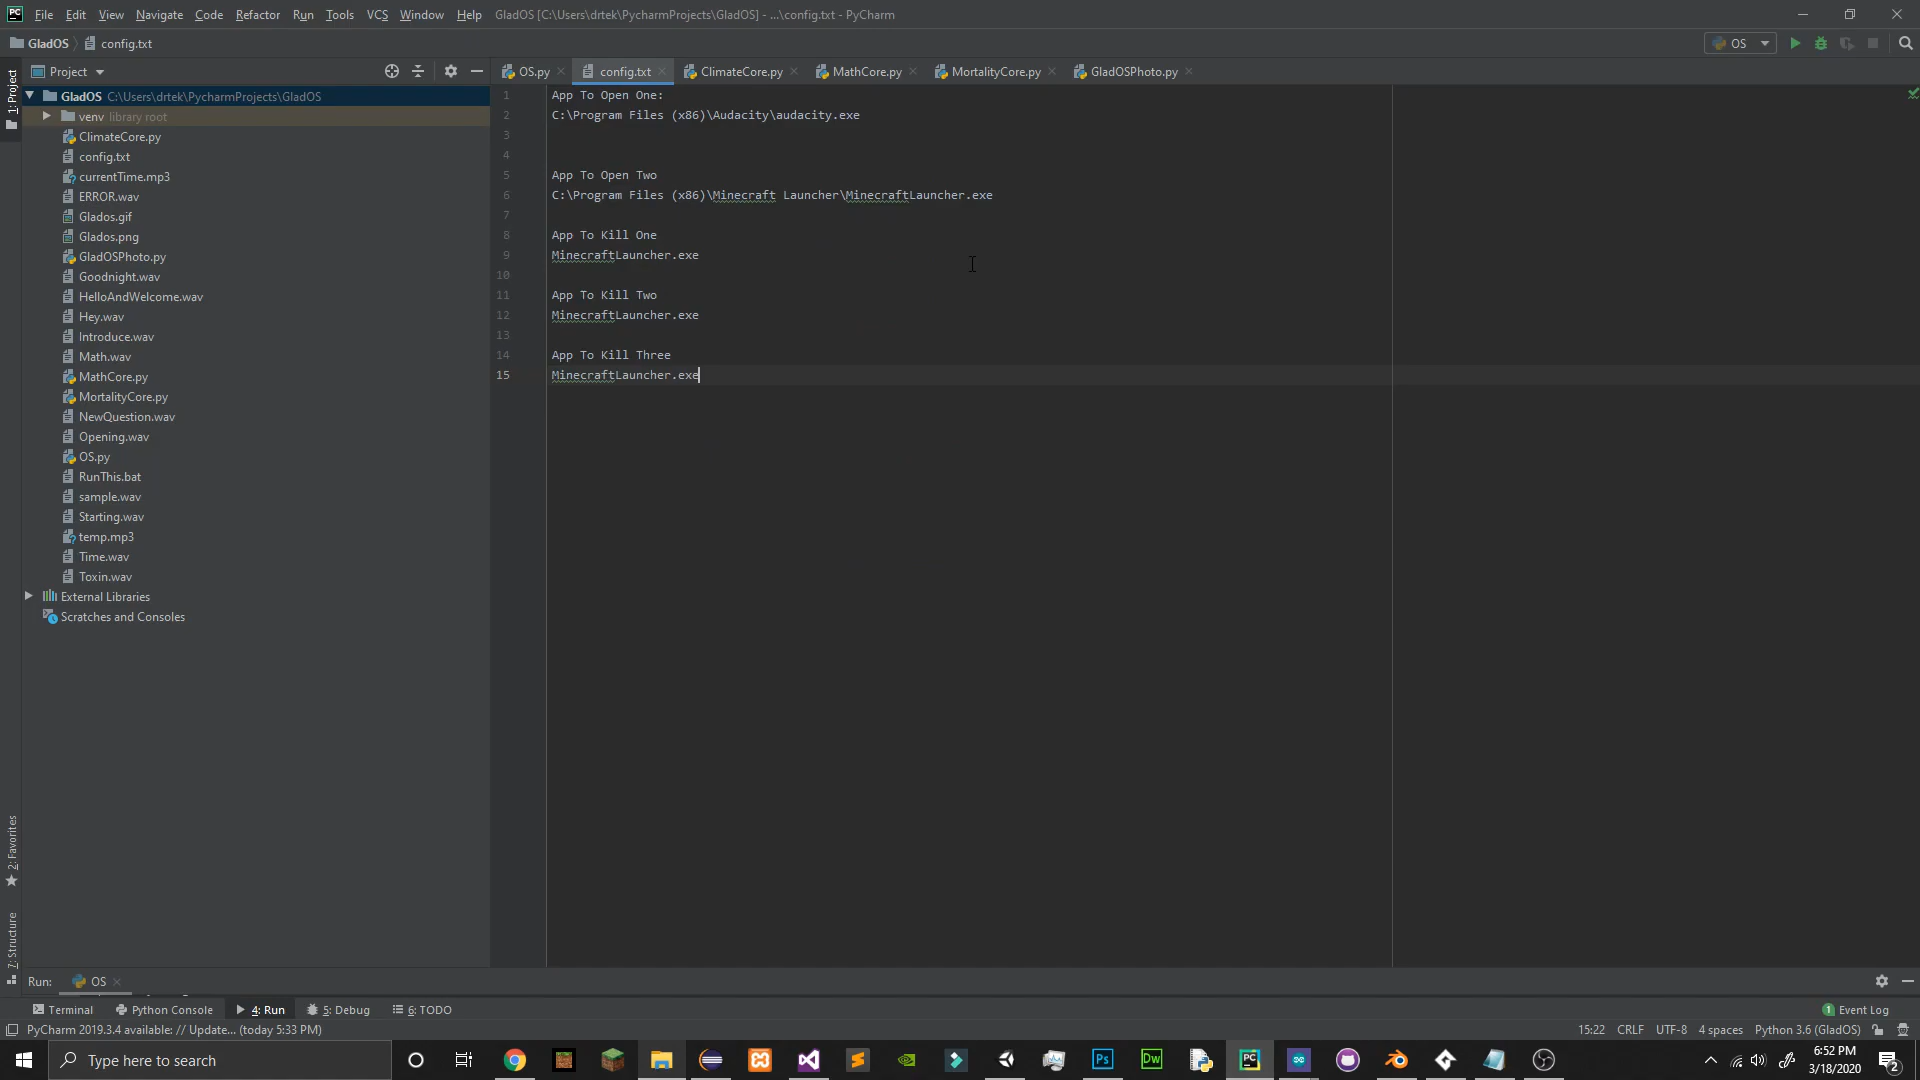 File Edit View Navigate Code Refactor Run Tools VCS Window Help GladOS [C:\Users\drtek\PycharmProjects\GladOS] - ...\config.txt - PyCharm
GladOS config.txt
OS
Project
OS.py config.txt ClimateCore.py MathCore.py MortalityCore.py GladOSPhoto.py
1: Project
GladOS C:\Users\drtek\PycharmProjects\GladOS
venv library root
ClimateCore.py
config.txt
currentTime.mp3
ERROR.wav
Glados.gif
Glados.png
GladOSPhoto.py
Goodnight.wav
HelloAndWelcome.wav
Hey.wav
Introduce.wav
Math.wav
MathCore.py
MortalityCore.py
NewQuestion.wav
Opening.wav
OS.py
RunThis.bat
sample.wav
Starting.wav
temp.mp3
Time.wav
Toxin.wav
External Libraries
Scratches and Consoles
1 App To Open One:
2 C:\Program Files (x86)\Audacity\audacity.exe
3
4
5 App To Open Two
6 C:\Program Files (x86)\Minecraft Launcher\MinecraftLauncher.exe
7
8 App To Kill One
9 MinecraftLauncher.exe
10
11 App To Kill Two
12 MinecraftLauncher.exe
13
14 App To Kill Three
15 MinecraftLauncher.exe
2: Favorites
7: Structure
Run: OS
Terminal Python Console 4: Run 5: Debug 6: TODO 1 Event Log
PyCharm 2019.3.4 available: // Update... (today 5:33 PM) 15:22 CRLF UTF-8 4 spaces Python 3.6 (GladOS)
Type here to search
Ps Dw PC
6:52 PM
3/18/2020
2